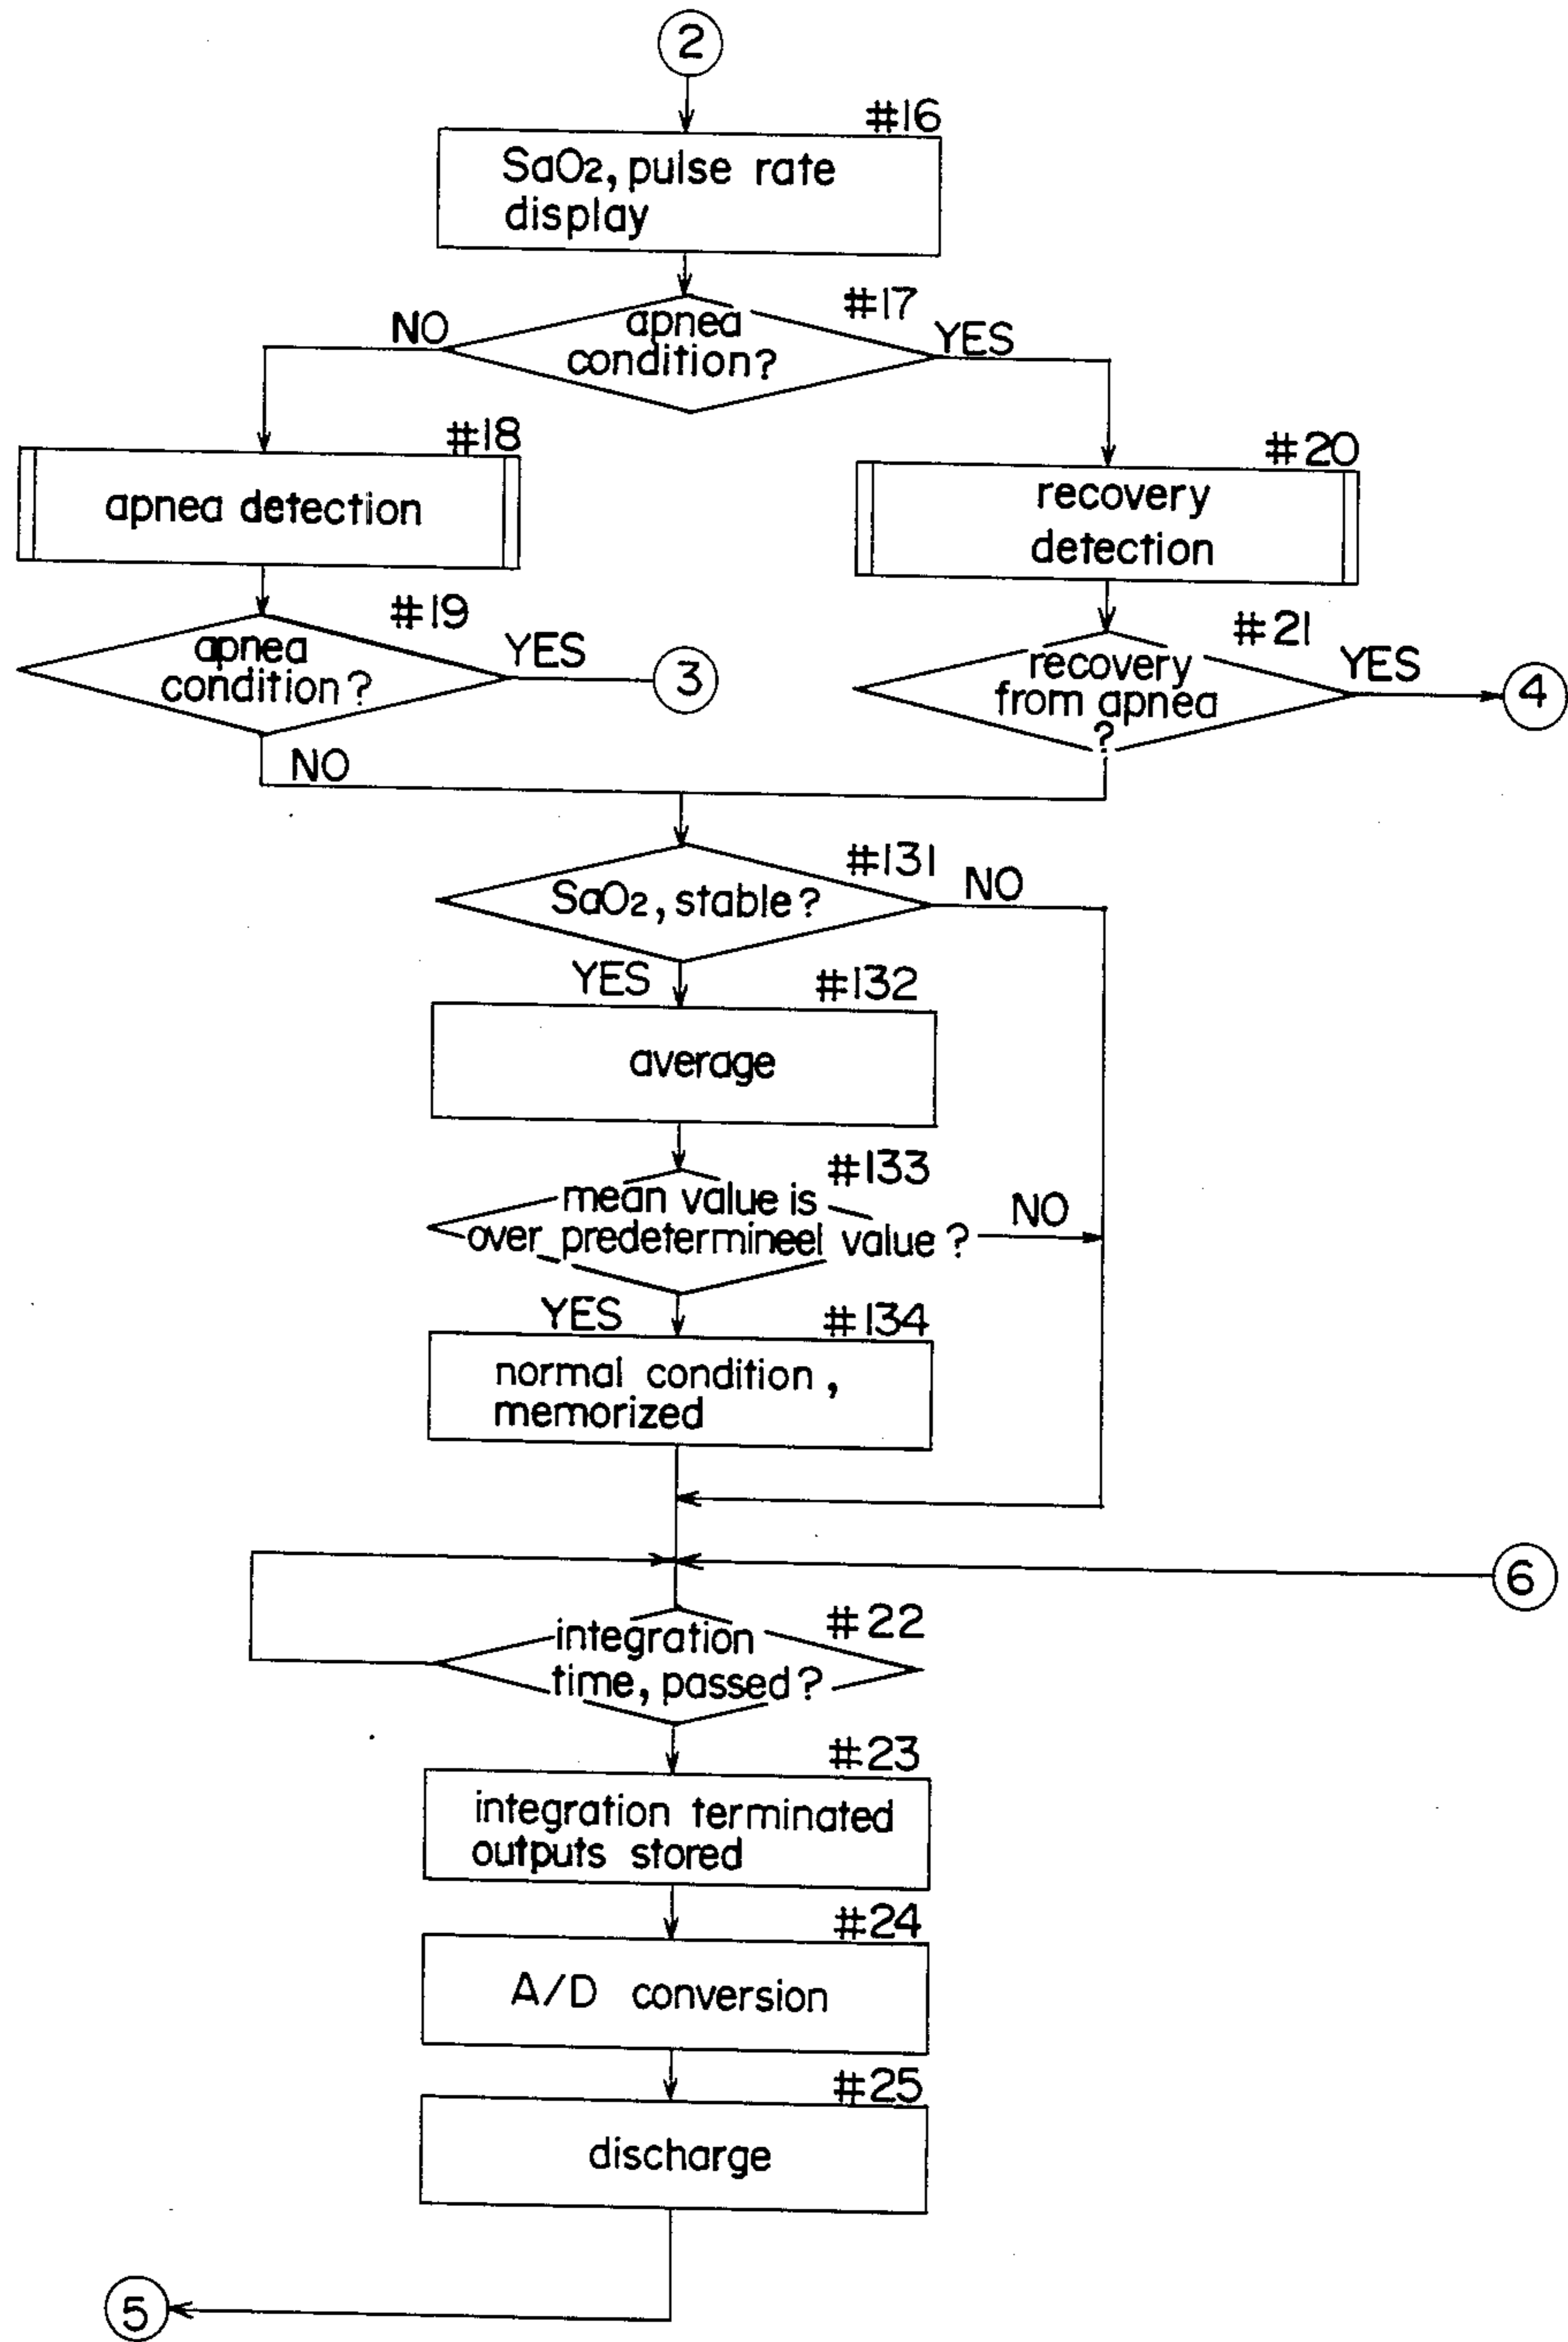 2
#16
SaO2, pulse rate
display
#17
NO
apnea
condition?
YES
#18
apnea detection
#20
recovery
detection
#19
apnea
condition?
YES
3
#21
recovery
from apnea
?
YES
4
NO
#131
SaO2, stable?
NO
YES
#132
average
#133
mean value is
over predetermineel value?
NO
YES
#134
normal condition,
memorized
6
#22
integration
time, passed?
#23
integration terminated
outputs stored
#24
A/D conversion
#25
discharge
5